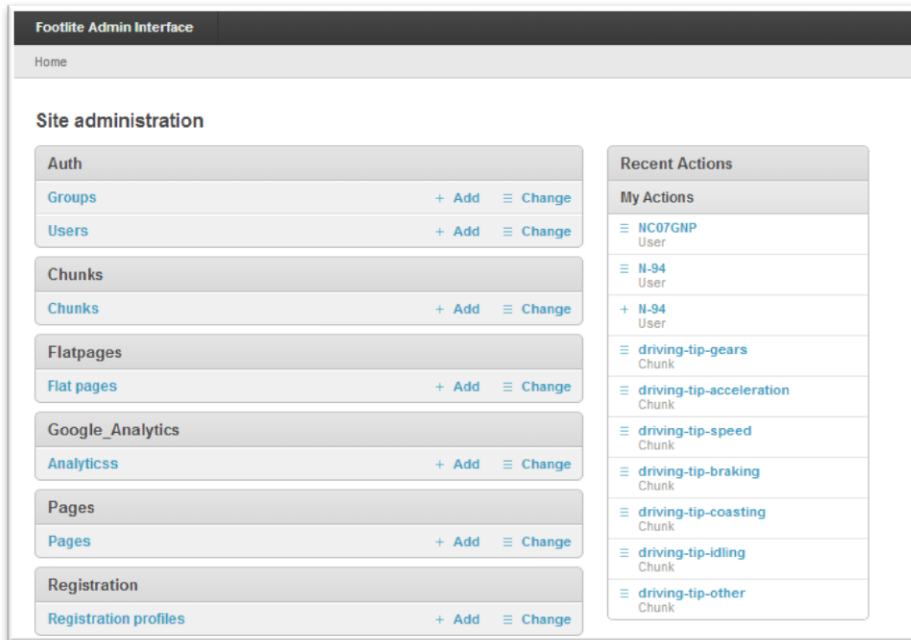 Footlite Admin Interface
Home
Site administration
Auth
Groups + Add Change
Users + Add Change
Chunks
Chunks + Add Change
Flatpages
Flat pages + Add Change
Google_Analytics
Analyticss + Add Change
Pages
Pages + Add Change
Registration
Registration profiles + Add Change
Recent Actions
My Actions
NC07GNP
User
N-94
User
+ N-94
User
driving-tip-gears
Chunk
driving-tip-acceleration
Chunk
driving-tip-speed
Chunk
driving-tip-braking
Chunk
driving-tip-coasting
Chunk
driving-tip-idling
Chunk
driving-tip-other
Chunk